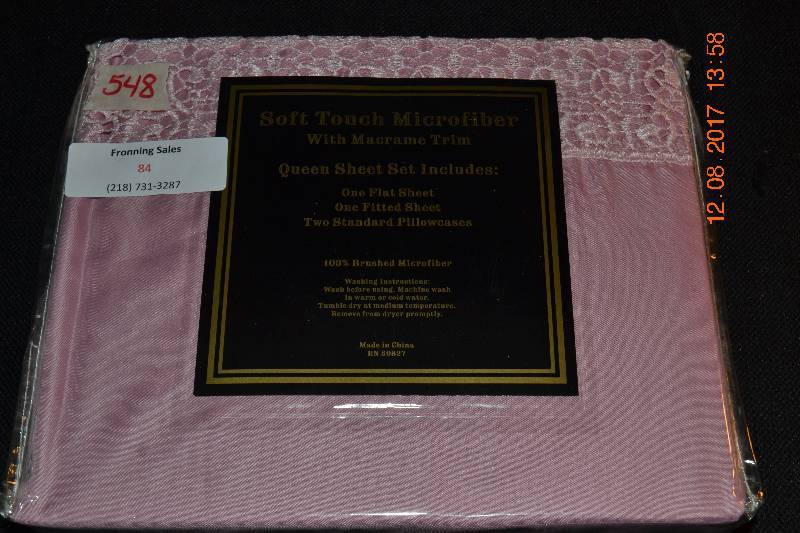 548
Fronning Sales
84
(218) 731-3287
Soft Touch Microfiber
With Macrame Trim
Queen Sheet Set Includes:
One Flat Sheet
One Fitted Sheet
Two Standard Pillowcases
100% Brushed Microfiber
Washing Instructions:
Wash before using. Machine wash
in warm or cold water.
Tumble dry at medium temperature.
Remove from dryer promptly.
Made in China
RN 59827
12.08.2017 13:58